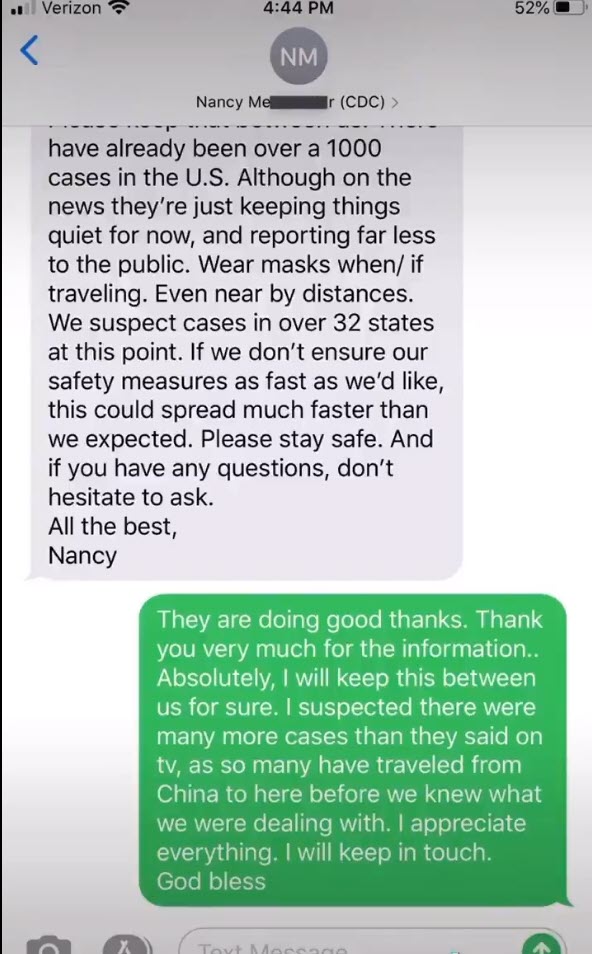 Verizon
4:44 PM
52%
NM
Nancy Me r (CDC) >
Please keep that between us. There
have already been over a 1000
cases in the U.S. Although on the
news they’re just keeping things
quiet for now, and reporting far less
to the public. Wear masks when/ if
traveling. Even near by distances.
We suspect cases in over 32 states
at this point. If we don’t ensure our
safety measures as fast as we’d like,
this could spread much faster than
we expected. Please stay safe. And
if you have any questions, don’t
hesitate to ask.
All the best,
Nancy
They are doing good thanks. Thank
you very much for the information..
Absolutely, I will keep this between
us for sure. I suspected there were
many more cases than they said on
tv, as so many have traveled from
China to here before we knew what
we were dealing with. I appreciate
everything. I will keep in touch.
God bless
Text Message